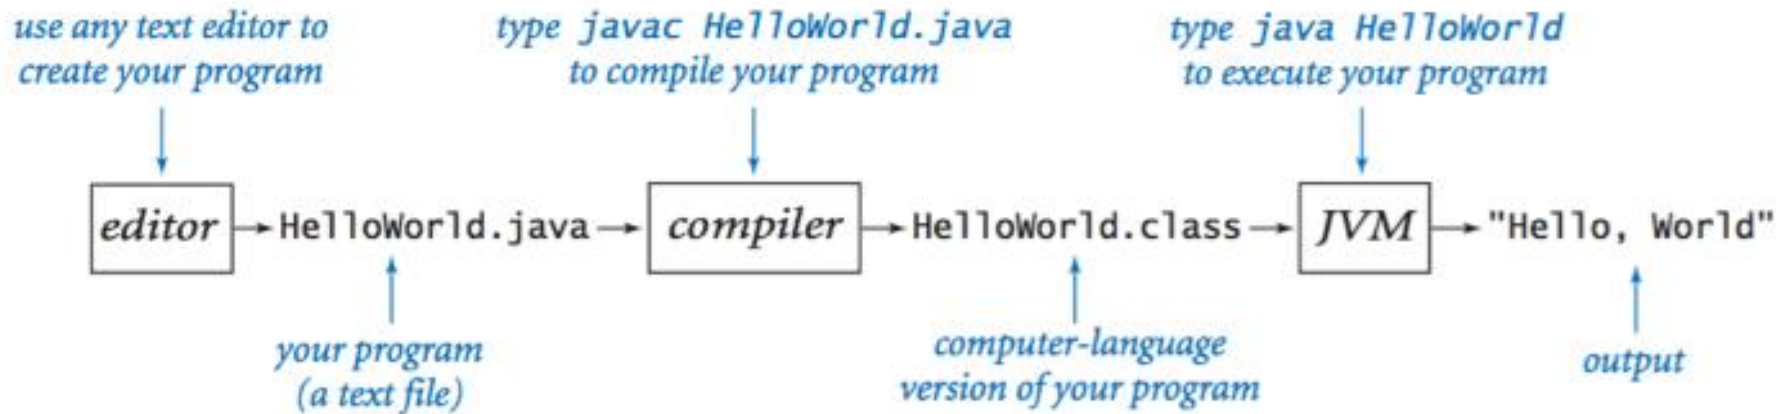 use any text editor to
create your program
type javac HelloWorld.java
to compile your program
type java HelloWorld
to execute your program
editor
HelloWorld.java
compiler
HelloWorld.class
JVM
"Hello, World"
your program
(a text file)
computer-language
version of your program
output